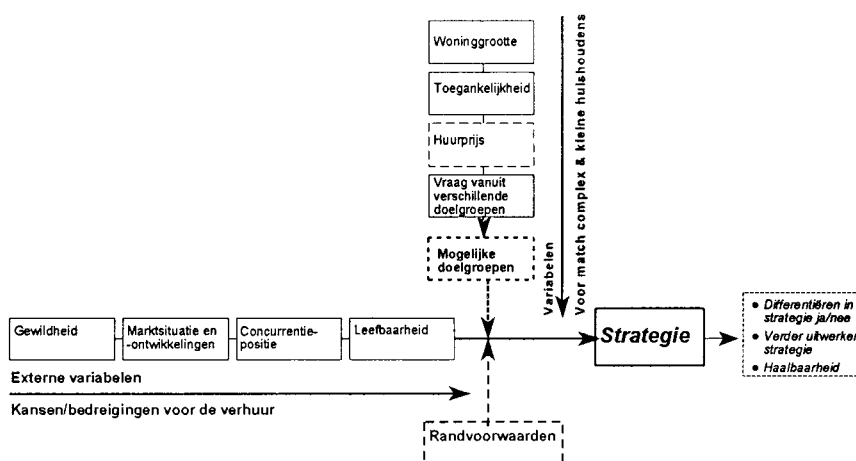 Woninggrootte
Toegankelijkheid
Huurprijs
Vraag vanuit
verschillende
doelgroepen
Mogelijke
doelgroepen
Variabelen
Voor match complex & kleine huishoudens
Gewildheid
Marktsituatie en
-ontwikkelingen
Concurrentie-
positie
Leefbaarheid
Strategie
• Differentiëren in
strategie ja/nee
• Verder uitwerken
strategie
• Haalbaarheid
Externe variabelen
Kansen/bedreigingen voor de verhuur
Randvoorwaarden